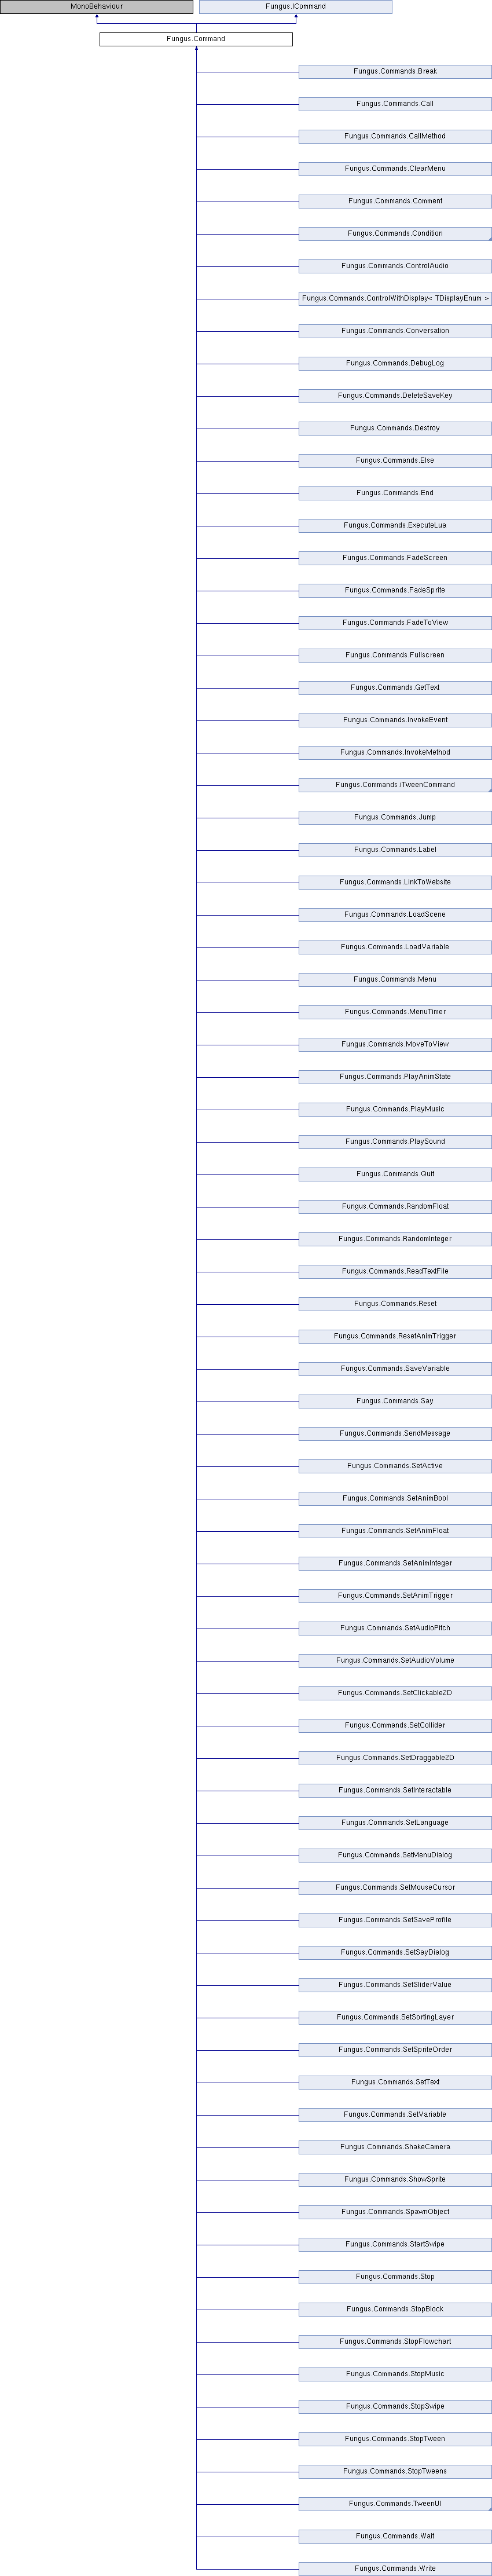 MonoBehaviour
Fungus.ICommand
Fungus.Command
Fungus.Commands.Break
Fungus.Commands.Call
Fungus.Commands.CallMethod
Fungus.Commands.ClearMenu
Fungus.Commands.Comment
Fungus.Commands.Condition
Fungus.Commands.ControlAudio
Fungus.Commands.ControlWithDisplay< TDisplayEnum >
Fungus.Commands.Conversation
Fungus.Commands.DebugLog
Fungus.Commands.DeleteSaveKey
Fungus.Commands.Destroy
Fungus.Commands.Else
Fungus.Commands.End
Fungus.Commands.ExecuteLua
Fungus.Commands.FadeScreen
Fungus.Commands.FadeSprite
Fungus.Commands.FadeToView
Fungus.Commands.Fullscreen
Fungus.Commands.GetText
Fungus.Commands.InvokeEvent
Fungus.Commands.InvokeMethod
Fungus.Commands.iTweenCommand
Fungus.Commands.Jump
Fungus.Commands.Label
Fungus.Commands.LinkToWebsite
Fungus.Commands.LoadScene
Fungus.Commands.LoadVariable
Fungus.Commands.Menu
Fungus.Commands.MenuTimer
Fungus.Commands.MoveToView
Fungus.Commands.PlayAnimState
Fungus.Commands.PlayMusic
Fungus.Commands.PlaySound
Fungus.Commands.Quit
Fungus.Commands.RandomFloat
Fungus.Commands.RandomInteger
Fungus.Commands.ReadTextFile
Fungus.Commands.Reset
Fungus.Commands.ResetAnimTrigger
Fungus.Commands.SaveVariable
Fungus.Commands.Say
Fungus.Commands.SendMessage
Fungus.Commands.SetActive
Fungus.Commands.SetAnimBool
Fungus.Commands.SetAnimFloat
Fungus.Commands.SetAnimInteger
Fungus.Commands.SetAnimTrigger
Fungus.Commands.SetAudioPitch
Fungus.Commands.SetAudioVolume
Fungus.Commands.SetClickable2D
Fungus.Commands.SetCollider
Fungus.Commands.SetDraggable2D
Fungus.Commands.SetInteractable
Fungus.Commands.SetLanguage
Fungus.Commands.SetMenuDialog
Fungus.Commands.SetMouseCursor
Fungus.Commands.SetSaveProfile
Fungus.Commands.SetSayDialog
Fungus.Commands.SetSliderValue
Fungus.Commands.SetSortingLayer
Fungus.Commands.SetSpriteOrder
Fungus.Commands.SetText
Fungus.Commands.SetVariable
Fungus.Commands.ShakeCamera
Fungus.Commands.ShowSprite
Fungus.Commands.SpawnObject
Fungus.Commands.StartSwipe
Fungus.Commands.Stop
Fungus.Commands.StopBlock
Fungus.Commands.StopFlowchart
Fungus.Commands.StopMusic
Fungus.Commands.StopSwipe
Fungus.Commands.StopTween
Fungus.Commands.StopTweens
Fungus.Commands.TweenUI
Fungus.Commands.Wait
Fungus.Commands.Write